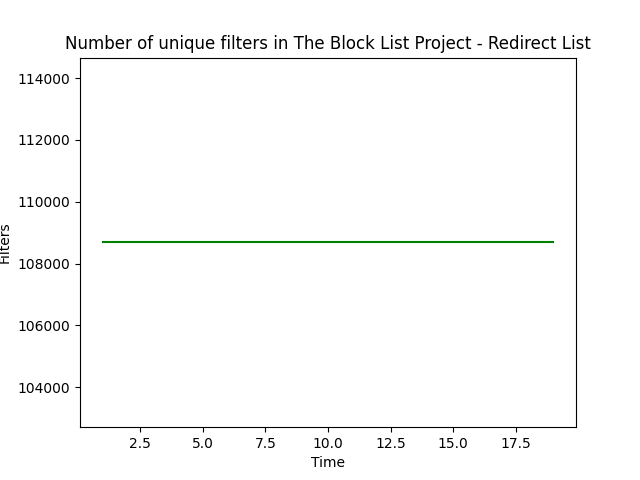 Number of unique filters in The Block List Project - Redirect List
114000
112000
110000
108000
106000
104000
Filters
2.5 5.0 7.5 10.0 12.5 15.0 17.5
Time